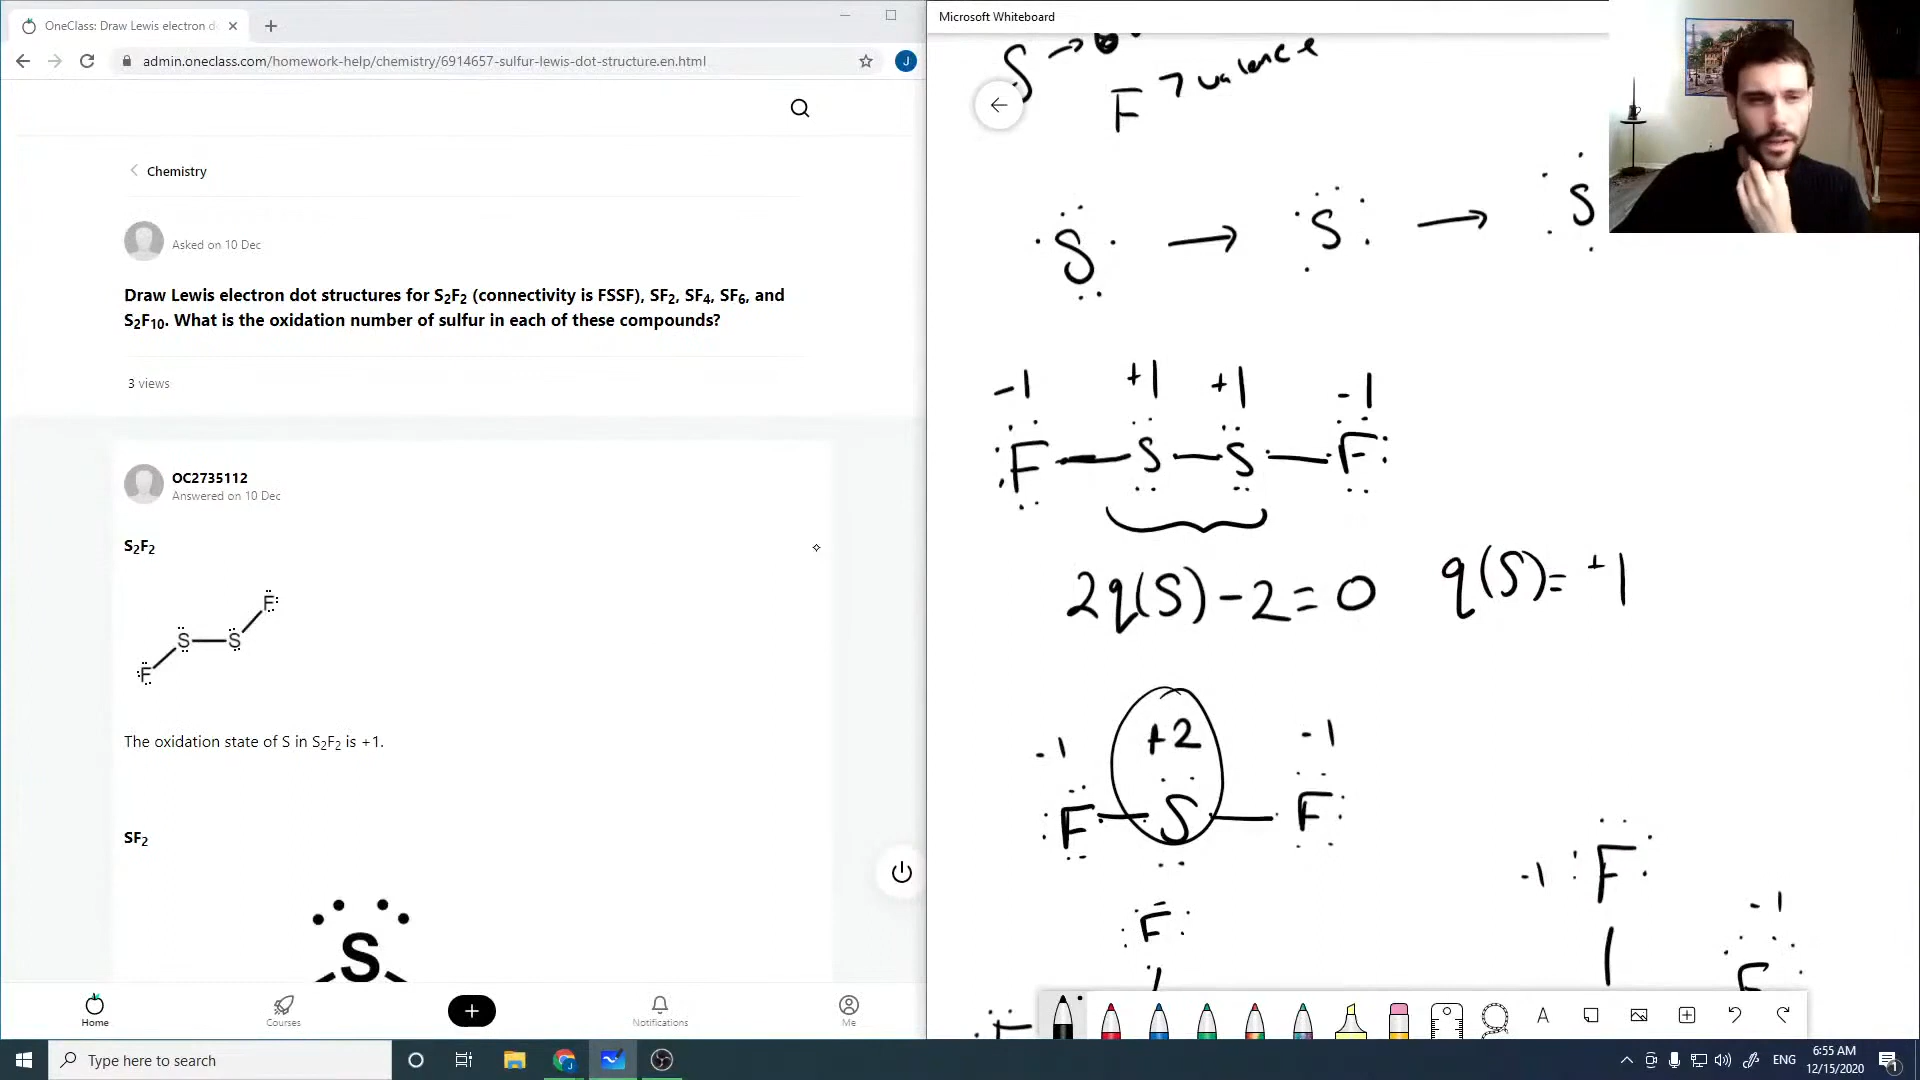 OneClass: Draw Lewis electron d
admin.oneclass.com/homework-help/chemistry/6914657-sulfur-lewis-dot-structure.en.html
J
Chemistry
Asked on 10 Dec
Draw Lewis electron dot structures for S₂F₂ (connectivity is FSSF), SF₂, SF₄, SF₆, and
S₂F₁₀. What is the oxidation number of sulfur in each of these compounds?
3 views
OC2735112
Answered on 10 Dec
S₂F₂
F
S S
F
The oxidation state of S in S₂F₂ is +1.
SF₂
S
Home
Courses
Notifications
Me
Microsoft Whiteboard
S →
F 7 valence
S → S → S
-1 +1 +1 -1
F — S — S — F
2q(S) - 2 = 0 q(S) = +1
-1 +2 -1
F — S — F
F
-1 F
-1
F
F
A
Type here to search
ENG
6:55 AM
12/15/2020
1